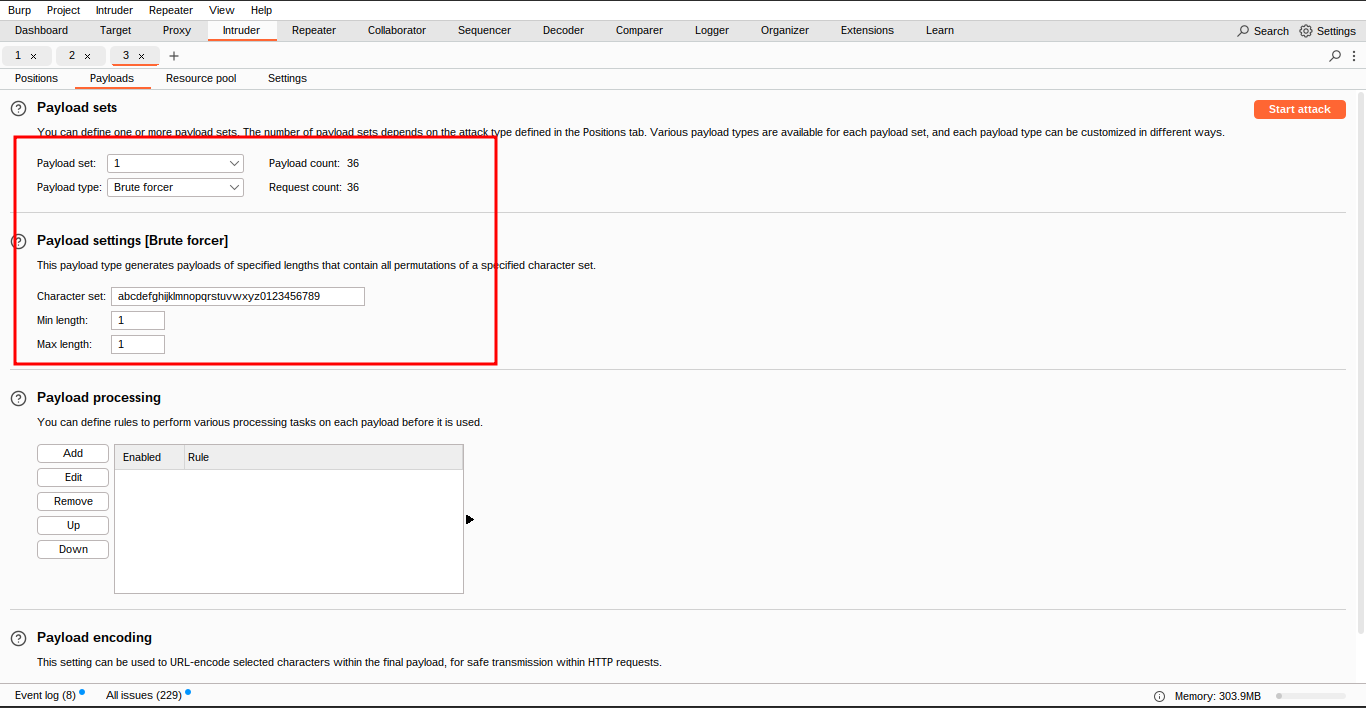 Burp Project Intruder Repeater View Help
Dashboard Target Proxy Intruder Repeater Collaborator Sequencer Decoder Comparer Logger Organizer Extensions Learn Search Settings
1 × 2 × 3 × +
Positions Payloads Resource pool Settings
? Payload sets Start attack
You can define one or more payload sets. The number of payload sets depends on the attack type defined in the Positions tab. Various payload types are available for each payload set, and each payload type can be customized in different ways.
Payload set: 1 Payload count: 36
Payload type: Brute forcer Request count: 36
? Payload settings [Brute forcer]
This payload type generates payloads of specified lengths that contain all permutations of a specified character set.
Character set: abcdefghijklmnopqrstuvwxyz0123456789
Min length: 1
Max length: 1
? Payload processing
You can define rules to perform various processing tasks on each payload before it is used.
Add Enabled Rule
Edit
Remove
Up
Down
? Payload encoding
This setting can be used to URL-encode selected characters within the final payload, for safe transmission within HTTP requests.
Event log (8) All issues (229) Memory: 303.9MB